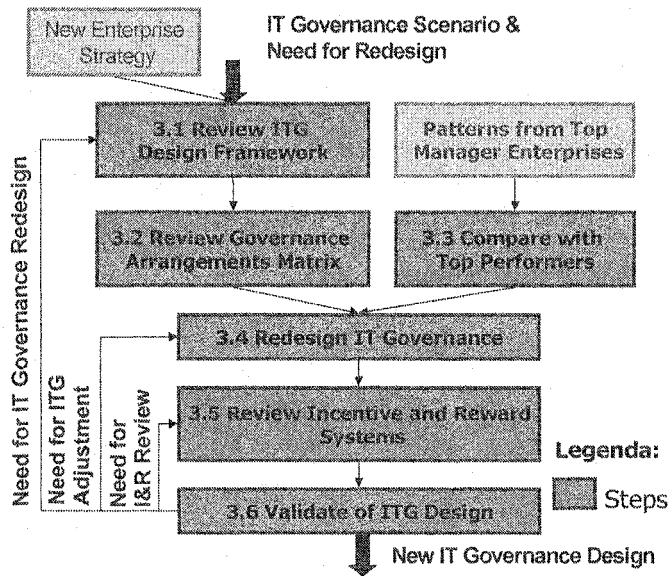 New Enterprise
Strategy
IT Governance Scenario &
Need for Redesign
3.1 Review ITG
Design Framework
Patterns from Top
Manager Enterprises
3.2 Review Governance
Arrangements Matrix
3.3 Compare with
Top Performers
3.4 Redesign IT Governance
3.5 Review Incentive and Reward
Systems
3.6 Validate of ITG Design
Need for IT Governance Redesign
Need for ITG
Adjustment
Need for
I&R Review
Legenda:
Steps
New IT Governance Design